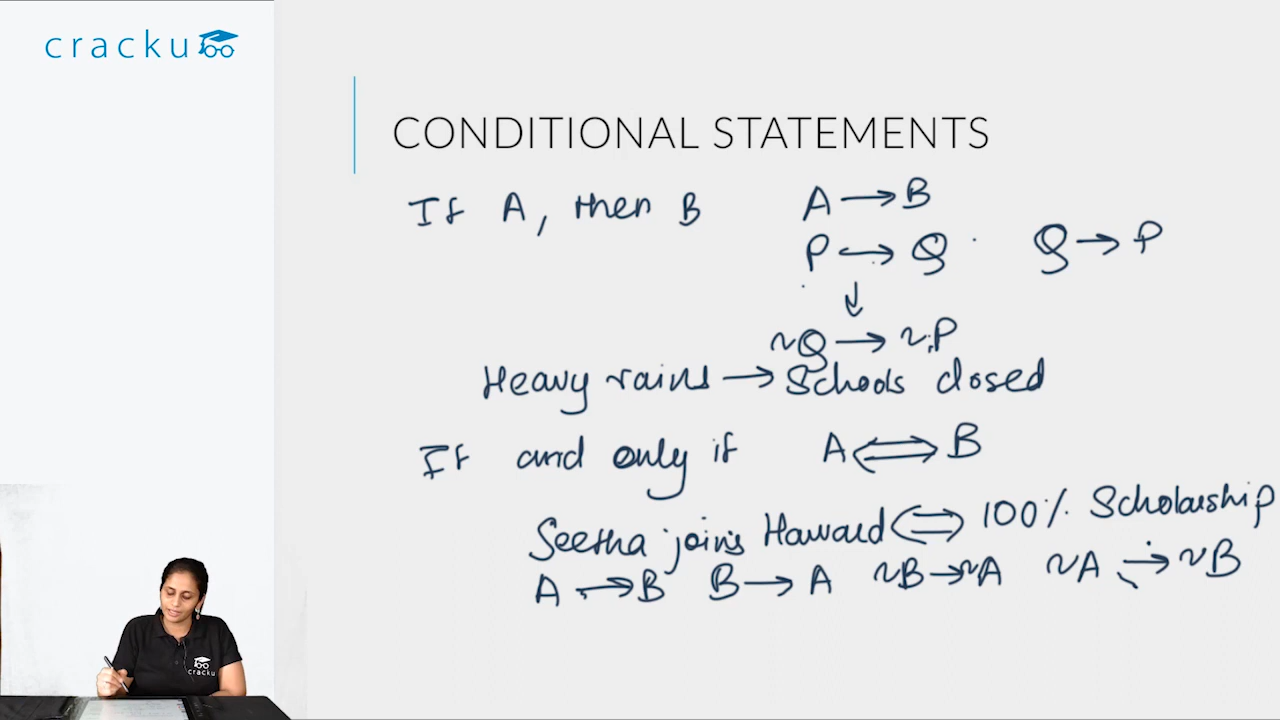 cracku
CONDITIONAL STATEMENTS
If A, then B A → B
P → Q Q → P
↓
~Q → ~P
Heavy rains → Schools closed
If and only if A ⟺ B
Seetha joins Harvard ⟺ 100% Scholarship
A → B B → A ~B → ~A ~A → ~B
cracku